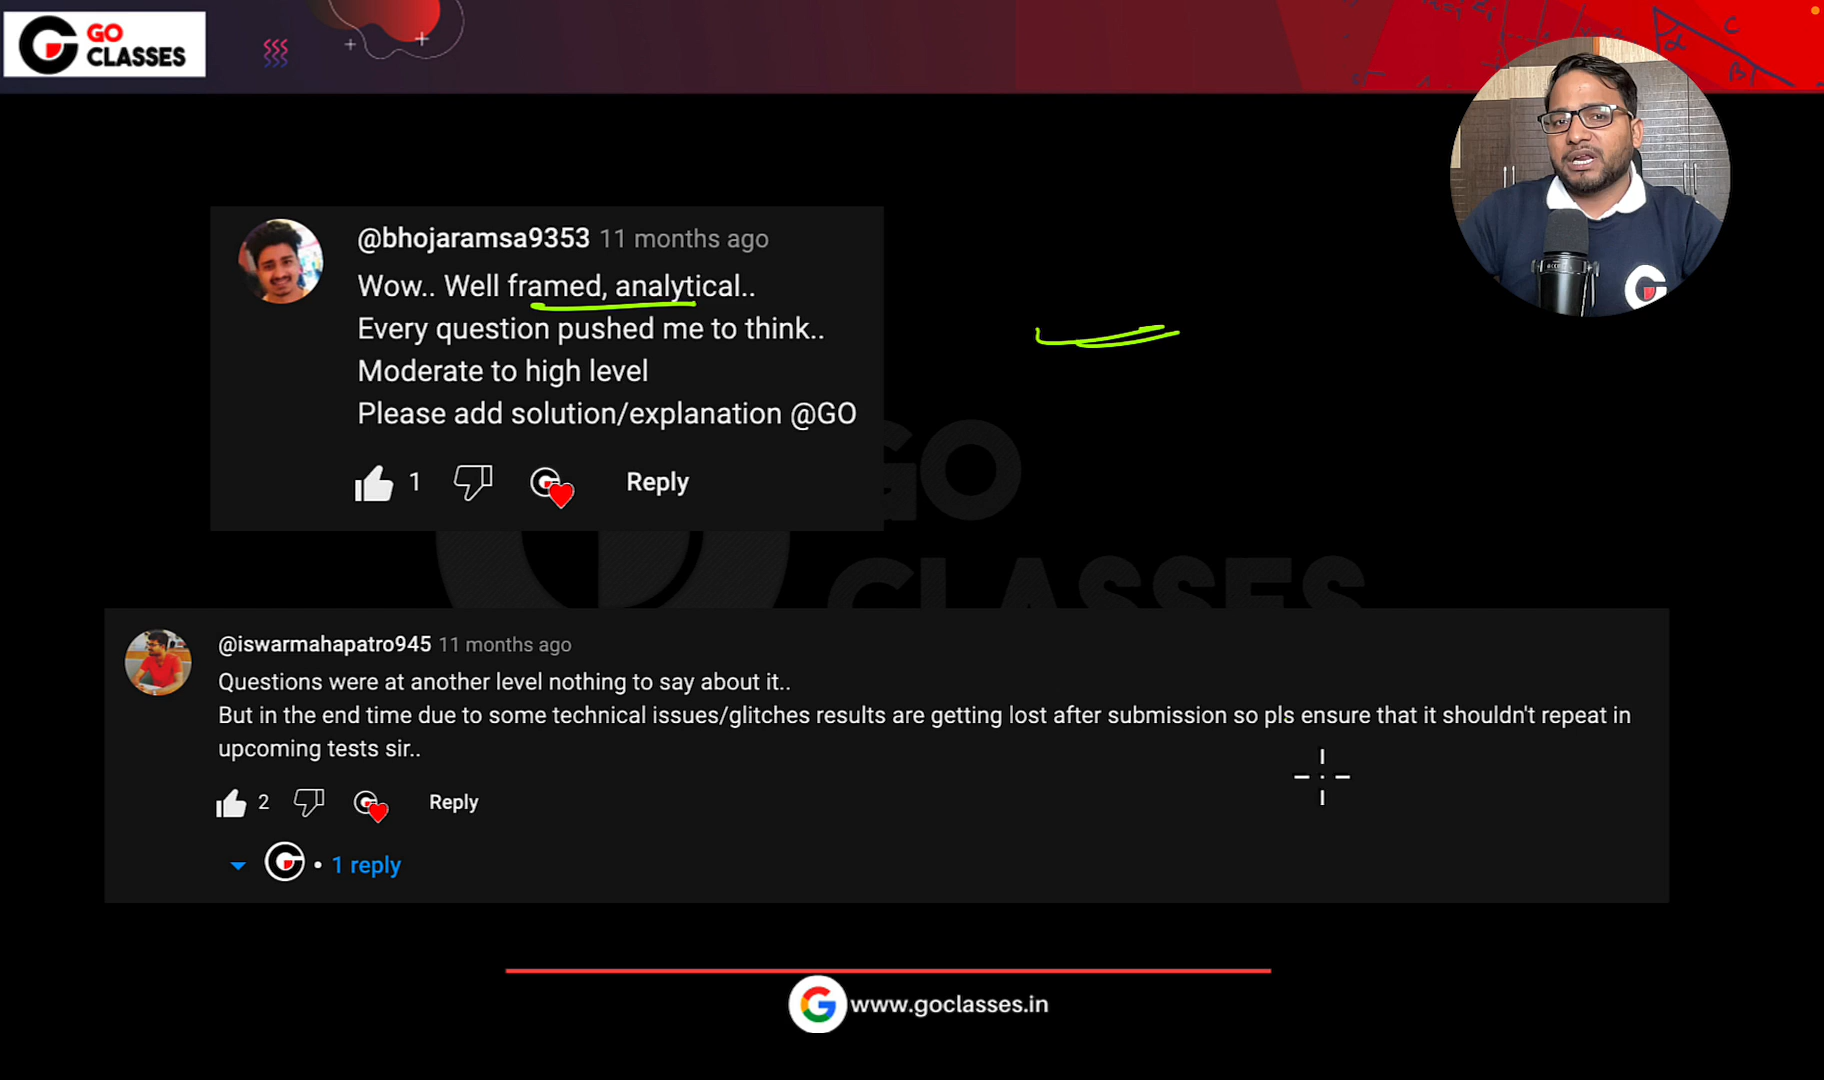 GO
CLASSES
@bhojaramsa9353 11 months ago
Wow.. Well framed, analytical..
Every question pushed me to think..
Moderate to high level
Please add solution/explanation @GO
1
Reply
GO
CLASSES
@iswarmahapatro945 11 months ago
Questions were at another level nothing to say about it..
But in the end time due to some technical issues/glitches results are getting lost after submission so pls ensure that it shouldn't repeat in
upcoming tests sir..
2
Reply
• 1 reply
www.goclasses.in